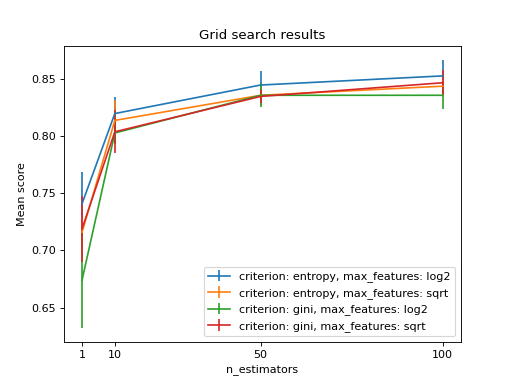 Grid search results
Mean score
0.85
0.80
0.75
0.70
0.65
1 10 50 100
n_estimators
criterion: entropy, max_features: log2
criterion: entropy, max_features: sqrt
criterion: gini, max_features: log2
criterion: gini, max_features: sqrt